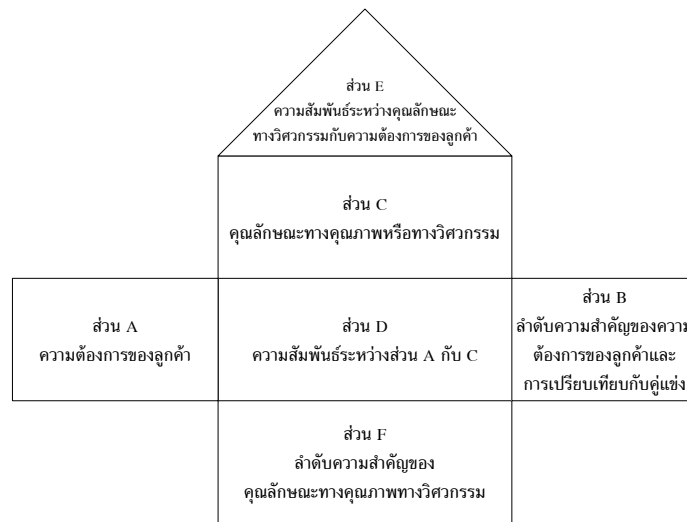 ส่วน E
ความสัมพันธ์ระหว่างคุณลักษณะ
ทางวิศวกรรมกับความต้องการของลูกค้า
ส่วน C
คุณลักษณะทางคุณภาพหรือทางวิศวกรรม
ส่วน A
ความต้องการของลูกค้า
ส่วน D
ความสัมพันธ์ระหว่างส่วน A กับ C
ส่วน B
ลำดับความสำคัญของความ
ต้องการของลูกค้าและ
การเปรียบเทียบกับคู่แข่ง
ส่วน F
ลำดับความสำคัญของ
คุณลักษณะทางคุณภาพทางวิศวกรรม